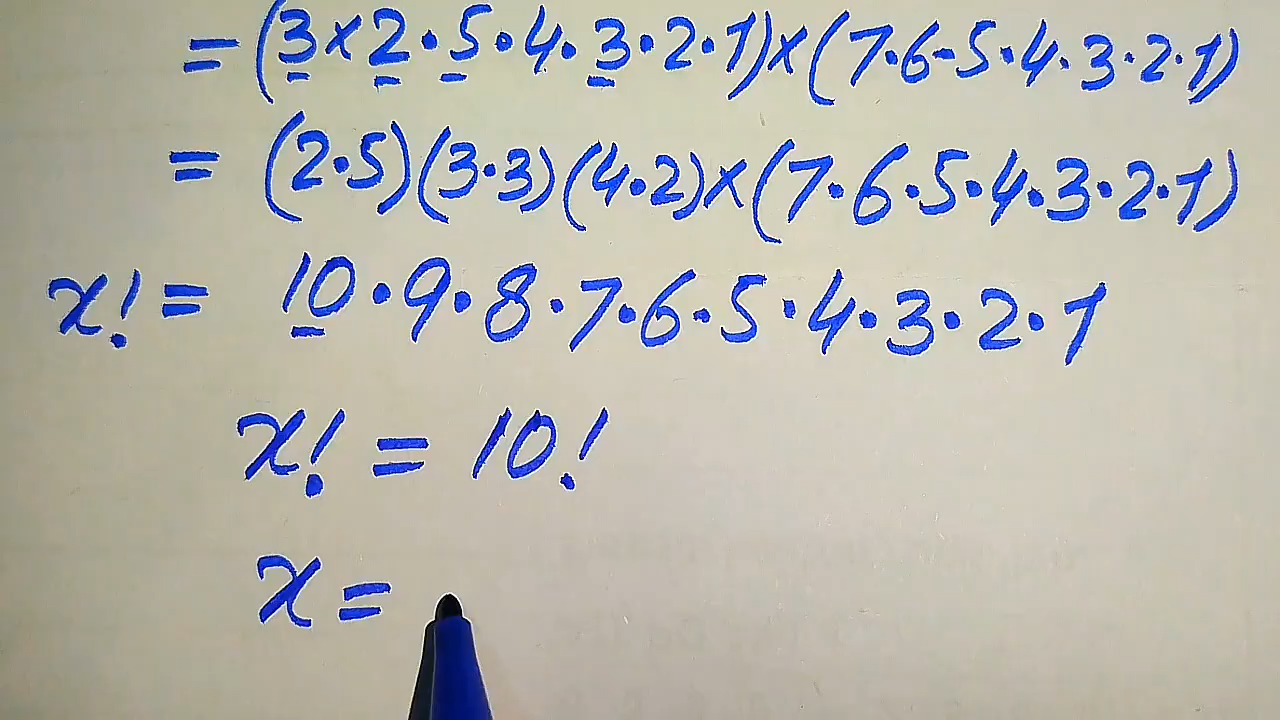 = (3 × 2 · 5 · 4 · 3 · 2 · 1) × (7 · 6 · 5 · 4 · 3 · 2 · 1)
= (2 · 5) (3 · 3) (4 · 2) × (7 · 6 · 5 · 4 · 3 · 2 · 1)
x! = 10 · 9 · 8 · 7 · 6 · 5 · 4 · 3 · 2 · 1
x! = 10!
x =